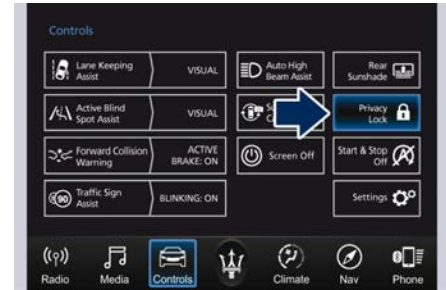 Controls
Lane Keeping
Assist
VISUAL
Auto High
Beam Assist
Rear
Sunshade
Active Blind
Spot Assist
VISUAL
Privacy
Lock
Forward Collision
Warning
ACTIVE
BRAKE: ON
Screen Off
Start & Stop
Off
90
Traffic Sign
Assist
BLINKING: ON
Settings
Radio
Media
Controls
Climate
Nav
Phone